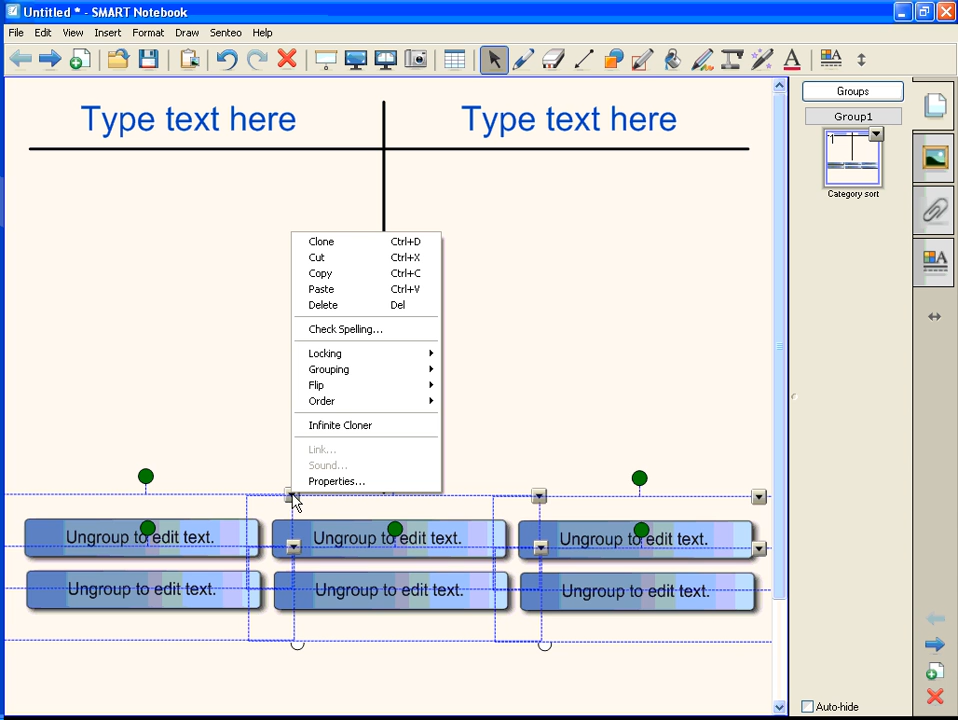 Untitled * - SMART Notebook
File Edit View Insert Format Draw Senteo Help
Groups
Group1
1
Category sort
Type text here Type text here
Clone Ctrl+D
Cut Ctrl+X
Copy Ctrl+C
Paste Ctrl+V
Delete Del
Check Spelling...
Locking
Grouping
Flip
Order
Infinite Cloner
Link...
Sound...
Properties...
Ungroup to edit text. Ungroup to edit text. Ungroup to edit text.
Ungroup to edit text. Ungroup to edit text. Ungroup to edit text.
Auto-hide